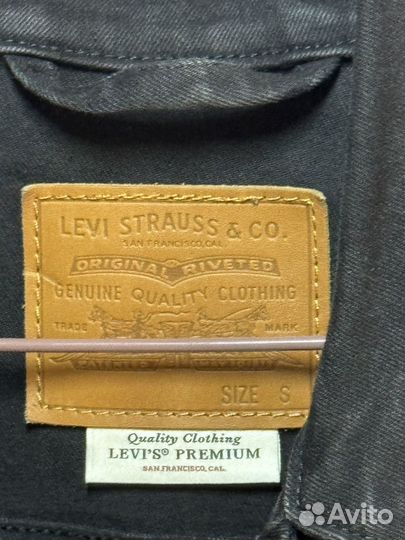 LEVI STRAUSS & CO.
SAN FRANCISCO, CAL.
ORIGINAL RIVETED
GENUINE QUALITY CLOTHING
TRADE MARK
PATENTED
SIZE S
Quality Clothing
LEVI'S® PREMIUM
SAN FRANCISCO, CAL.
Avito